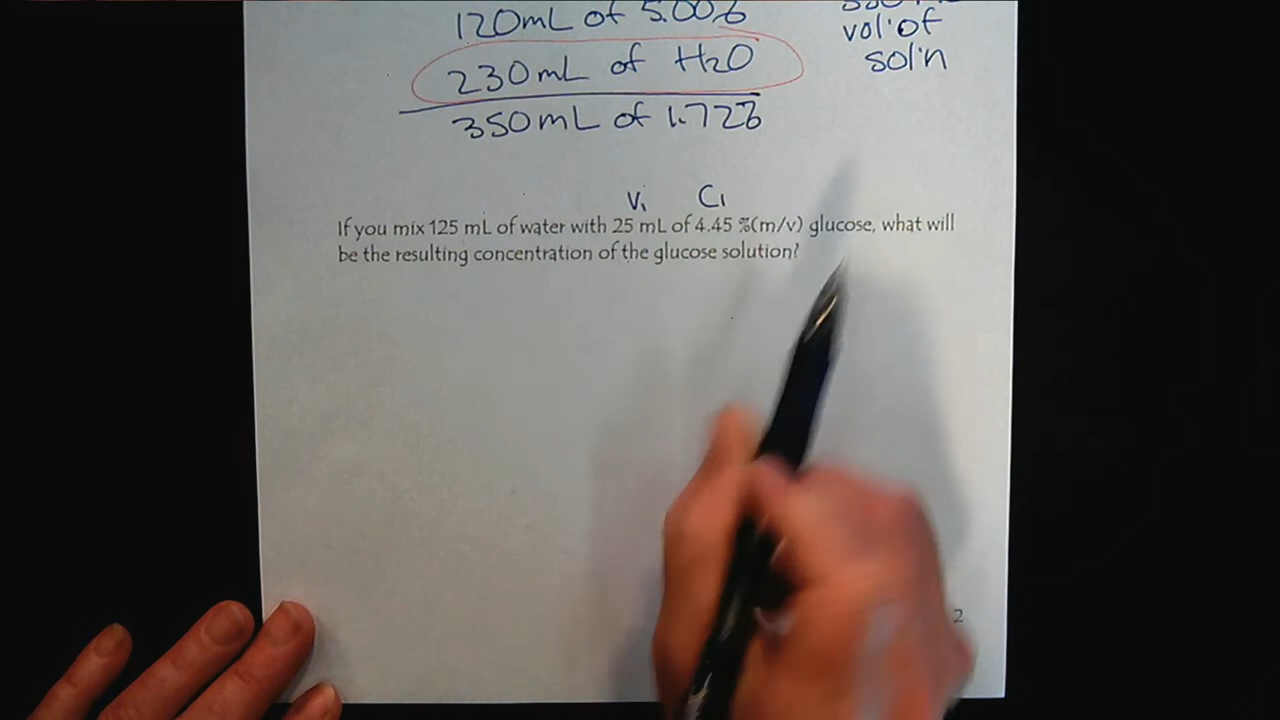 120mL of 5.00%
vol. of
sol'n
230mL of H2O
350mL of 1.72%
V1 C1
If you mix 125 mL of water with 25 mL of 4.45 %(m/v) glucose, what will
be the resulting concentration of the glucose solution?
2